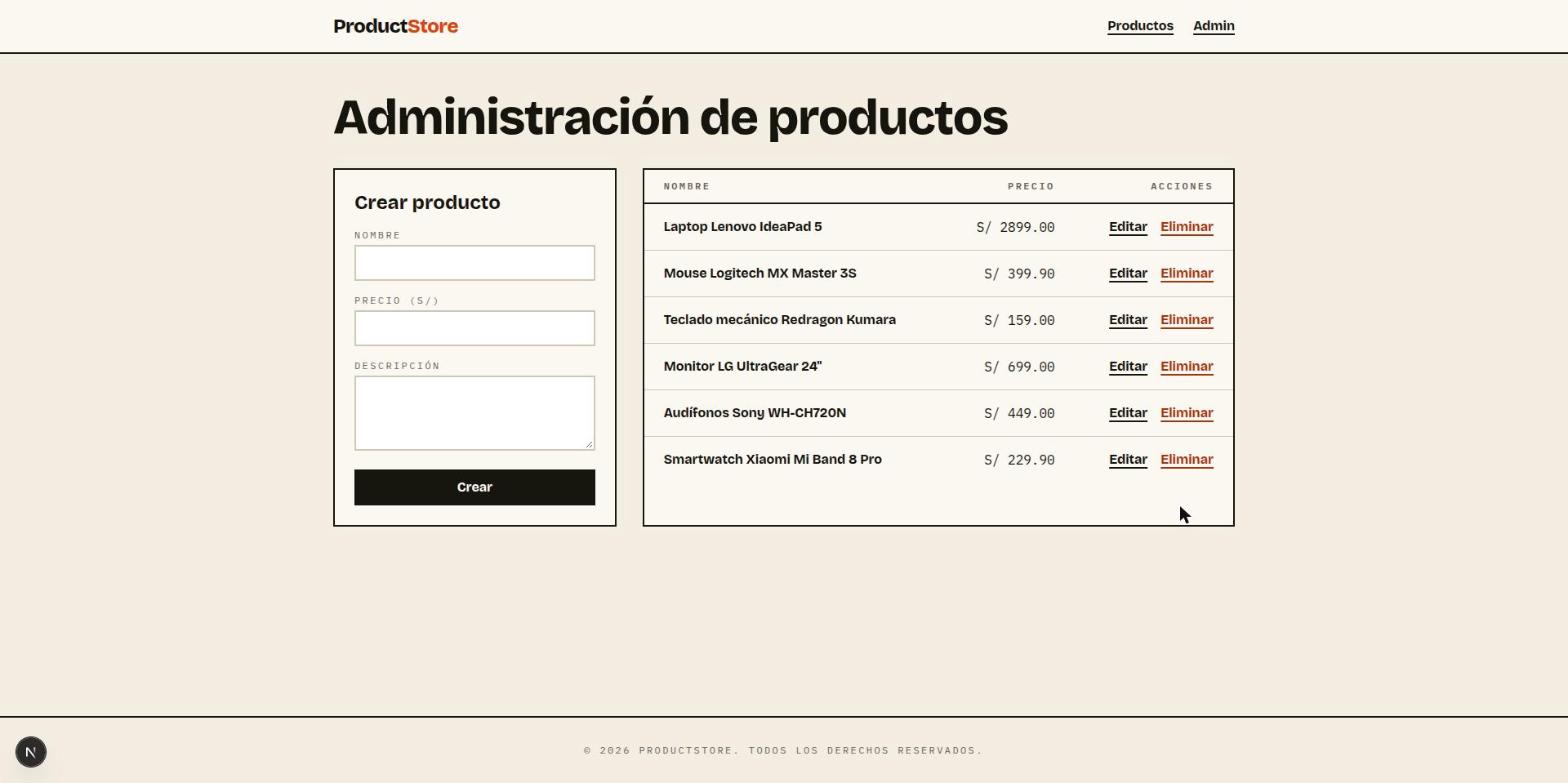 ProductStore
Productos Admin
Administración de productos
Crear producto
NOMBRE
PRECIO (S/)
DESCRIPCIÓN
Crear
NOMBRE PRECIO ACCIONES
Laptop Lenovo IdeaPad 5 S/ 2899.00 Editar Eliminar
Mouse Logitech MX Master 3S S/ 399.90 Editar Eliminar
Teclado mecánico Redragon Kumara S/ 159.00 Editar Eliminar
Monitor LG UltraGear 24" S/ 699.00 Editar Eliminar
Audífonos Sony WH-CH720N S/ 449.00 Editar Eliminar
Smartwatch Xiaomi Mi Band 8 Pro S/ 229.90 Editar Eliminar
© 2026 PRODUCTSTORE. TODOS LOS DERECHOS RESERVADOS.
N